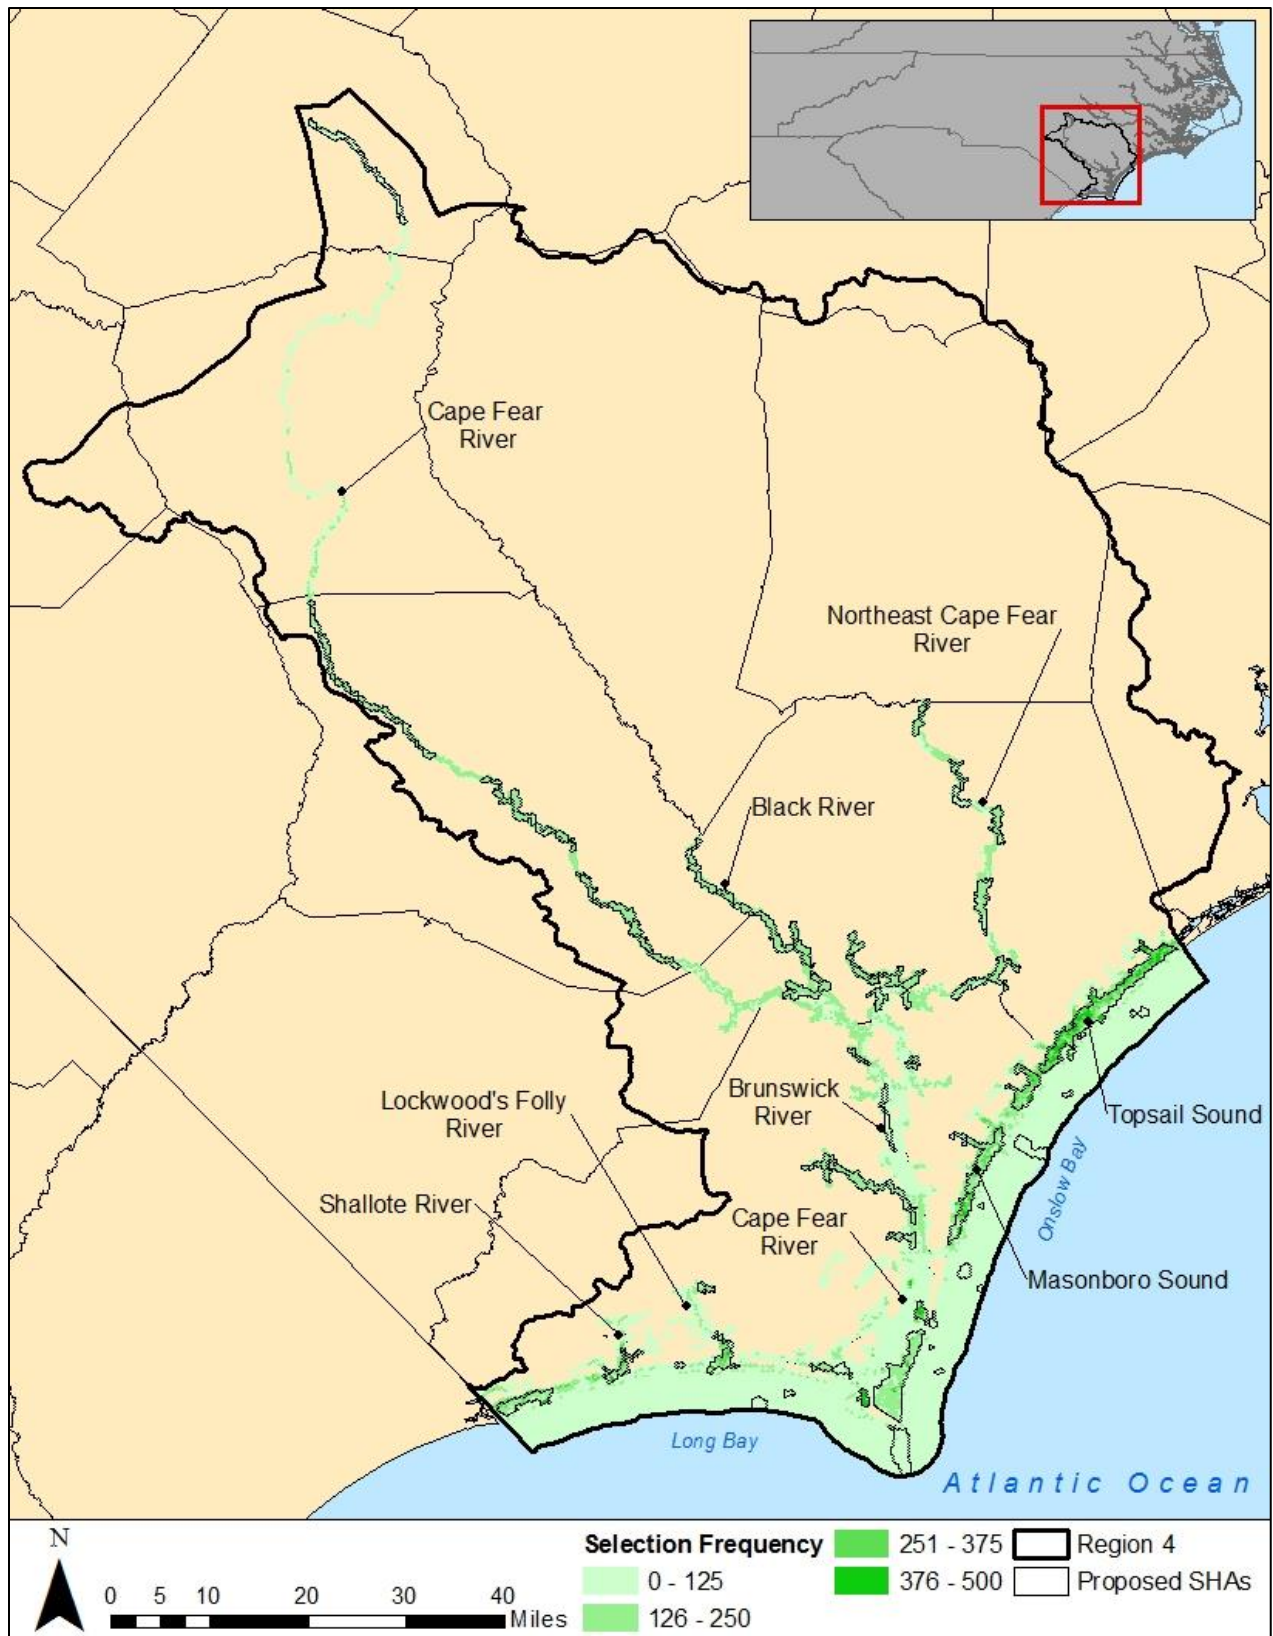 Cape Fear
River
Northeast Cape Fear
River
Black River
Brunswick
River
Lockwood's Folly
River
Topsail Sound
Onslow Bay
Shallote River
Cape Fear
River
Masonboro Sound
Long Bay
Atlantic Ocean
N
0 5 10 20 30 40
Miles
Selection Frequency
0 - 125
126 - 250
251 - 375
376 - 500
Region 4
Proposed SHAs